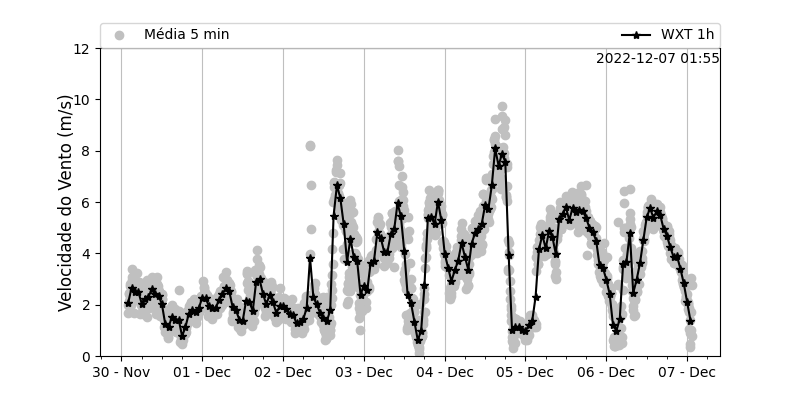 Média 5 min
WXT 1h
2022-12-07 01:55
Velocidade do Vento (m/s)
12
10
8
6
4
2
0
30 - Nov
01 - Dec
02 - Dec
03 - Dec
04 - Dec
05 - Dec
06 - Dec
07 - Dec